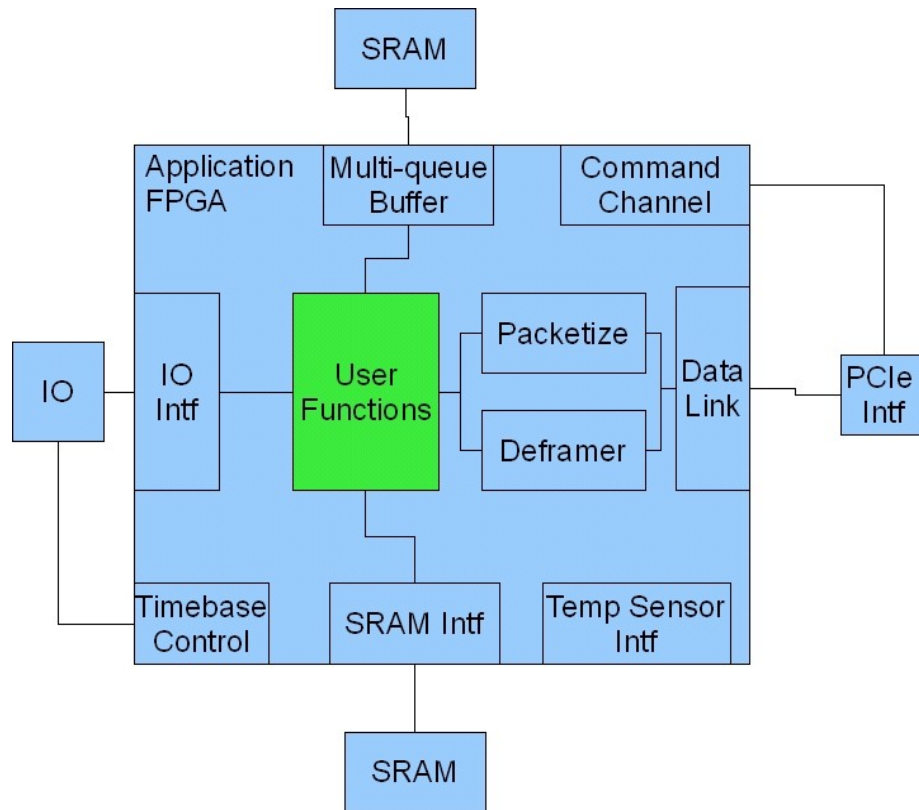 SRAM
Application
FPGA
Multi-queue
Buffer
Command
Channel
IO
IO
Intf
User
Functions
Packetize
Deframer
Data
Link
PCIe
Intf
Timebase
Control
SRAM Intf
Temp Sensor
Intf
SRAM